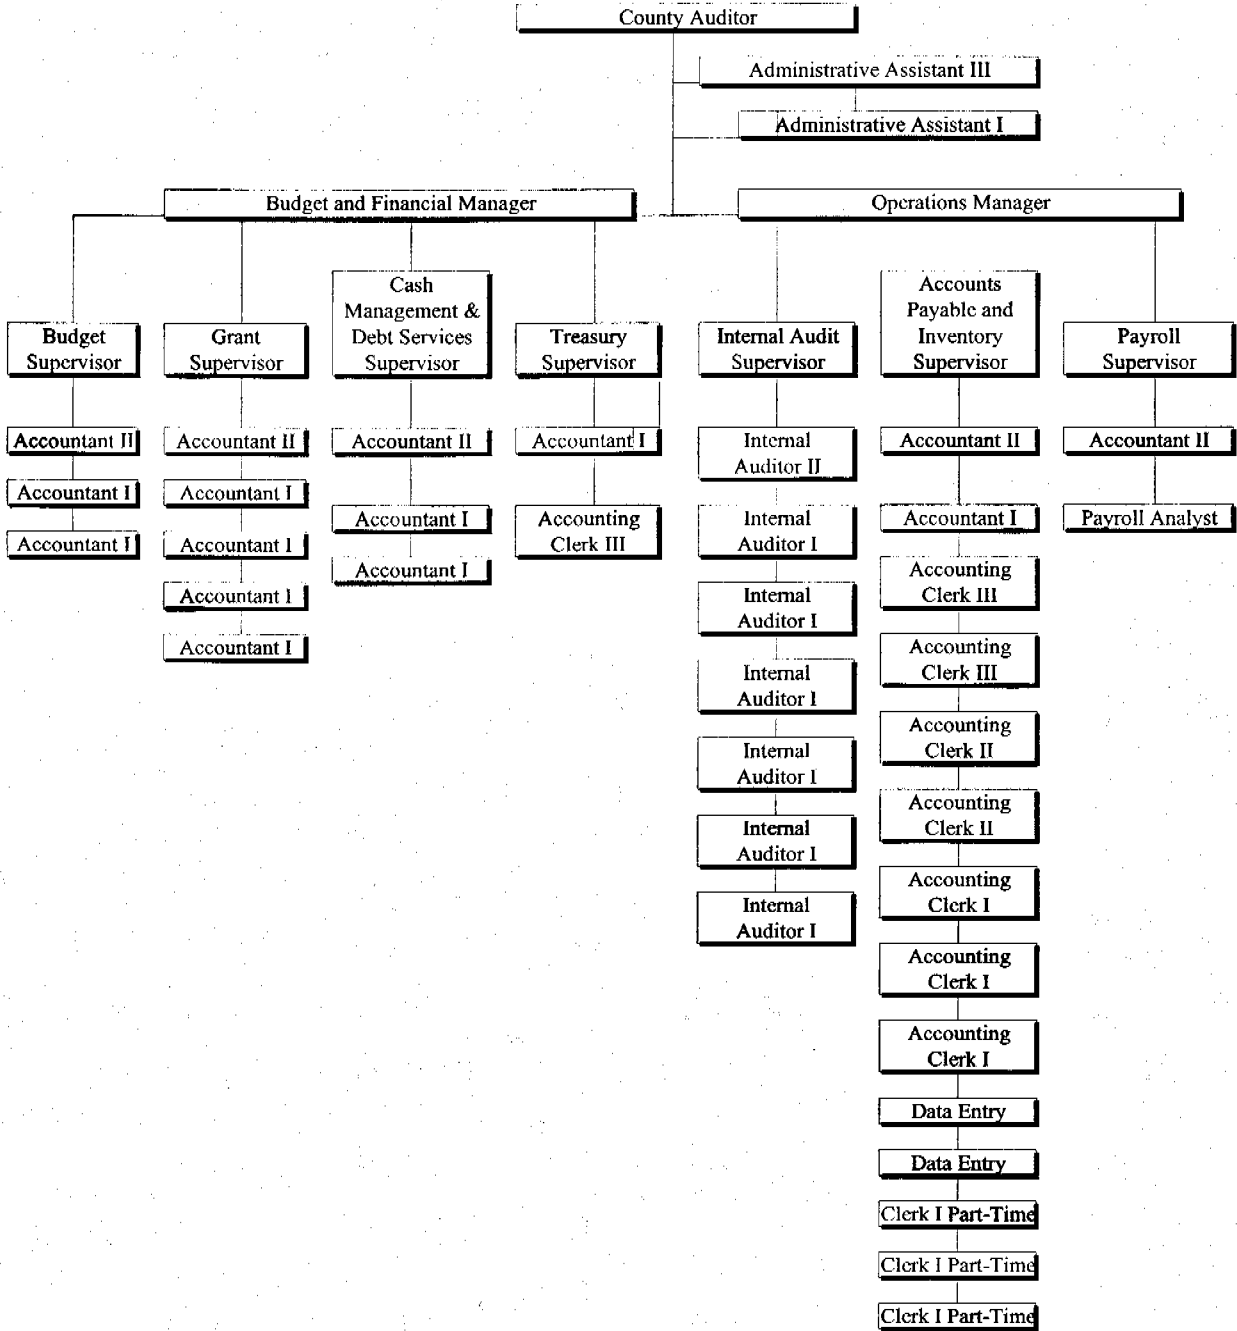 County Auditor
Administrative Assistant III
Administrative Assistant I
Budget and Financial Manager
Operations Manager
Budget
Supervisor
Accountant II
Accountant I
Accountant I
Grant
Supervisor
Accountant II
Accountant I
Accountant I
Accountant I
Accountant I
Cash
Management &
Debt Services
Supervisor
Accountant II
Accountant I
Accountant I
Treasury
Supervisor
Accountant I
Accounting
Clerk III
Internal Audit
Supervisor
Internal
Auditor II
Internal
Auditor I
Internal
Auditor I
Internal
Auditor I
Internal
Auditor I
Internal
Auditor I
Internal
Auditor I
Accounts
Payable and
Inventory
Supervisor
Accountant II
Accountant I
Accounting
Clerk III
Accounting
Clerk III
Accounting
Clerk II
Accounting
Clerk II
Accounting
Clerk I
Accounting
Clerk I
Accounting
Clerk I
Data Entry
Data Entry
Clerk I Part-Time
Clerk I Part-Time
Clerk I Part-Time
Payroll
Supervisor
Accountant II
Payroll Analyst